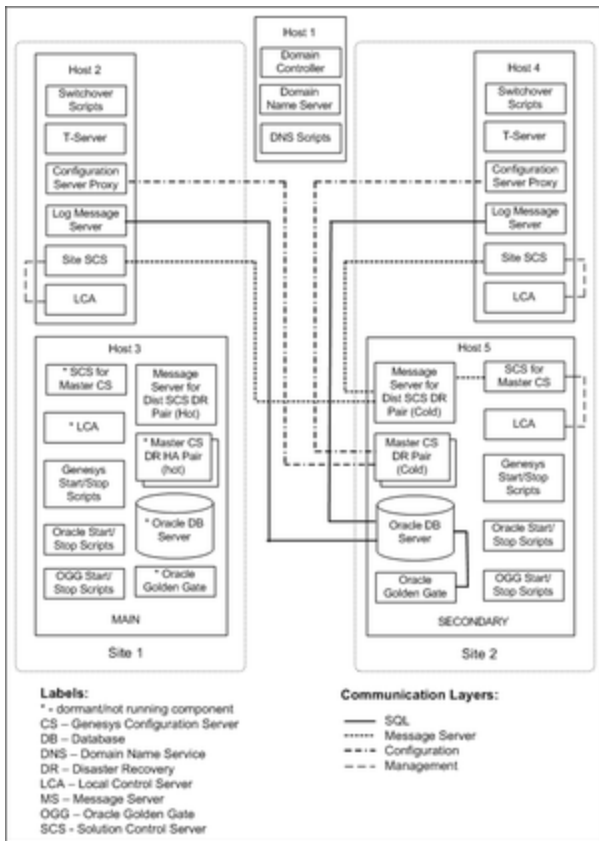 Host 1
Domain
Controller
Domain
Name Server
DNS Scripts
Host 2
Switchover
Scripts
T-Server
Configuration
Server Proxy
Log Message
Server
Site SCS
LCA
Host 4
Switchover
Scripts
T-Server
Configuration
Server Proxy
Log Message
Server
Site SCS
LCA
Host 3
* SCS for
Master CS
Message
Server for
Dist SCS DR
Pair (Hot)
* LCA
* Master CS
DR HA Pair
(hot)
Genesys
Start/Stop
Scripts
* Oracle DB
Server
Oracle Start/
Stop Scripts
OGG Start/
Stop Scripts
* Oracle
Golden Gate
MAIN
Site 1
Host 5
Message
Server for
Dist SCS DR
Pair (Cold)
SCS for
Master CS
LCA
Master CS
DR Pair
(Cold)
Genesys
Start/Stop
Scripts
Oracle DB
Server
Oracle Start/
Stop Scripts
Oracle
Golden Gate
OGG Start/
Stop Scripts
SECONDARY
Site 2
Labels:
* - dormant/not running component
CS – Genesys Configuration Server
DB – Database
DNS – Domain Name Service
DR – Disaster Recovery
LCA – Local Control Server
MS – Message Server
OGG – Oracle Golden Gate
SCS - Solution Control Server
Communication Layers:
SQL
Message Server
Configuration
Management